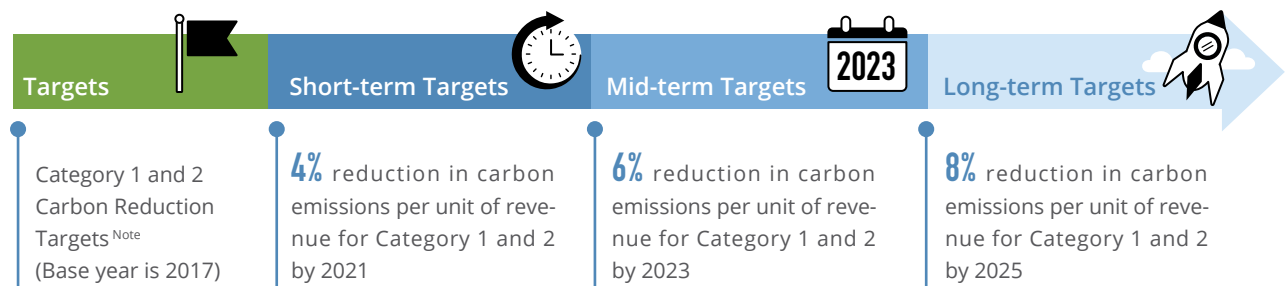 Targets
Short-term Targets
Mid-term Targets
2023
Long-term Targets
Category 1 and 2
Carbon Reduction
Targets Note
(Base year is 2017)
4% reduction in carbon
emissions per unit of reve-
nue for Category 1 and 2
by 2021
6% reduction in carbon
emissions per unit of reve-
nue for Category 1 and 2
by 2023
8% reduction in carbon
emissions per unit of reve-
nue for Category 1 and 2
by 2025